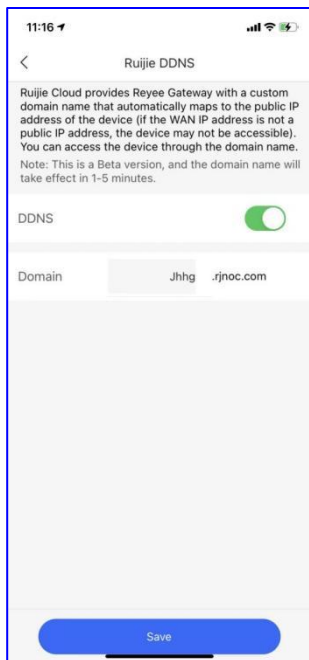 11:16
Ruijie DDNS
Ruijie Cloud provides Reyee Gateway with a custom
domain name that automatically maps to the public IP
address of the device (if the WAN IP address is not a
public IP address, the device may not be accessible).
You can access the device through the domain name.
Note: This is a Beta version, and the domain name will
take effect in 1-5 minutes.
DDNS
Domain Jhhg .rjnoc.com
Save